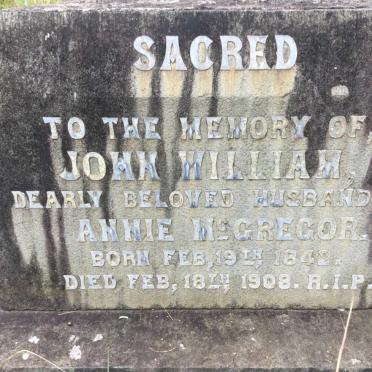 SACRED
TO THE MEMORY OF,
JOHN WILLIAM,
DEARLY BELOVED HUSBAND
ANNIE McGREGOR.
BORN FEB, 19TH 1842.
DIED FEB, 18TH 1908. R.I.P.